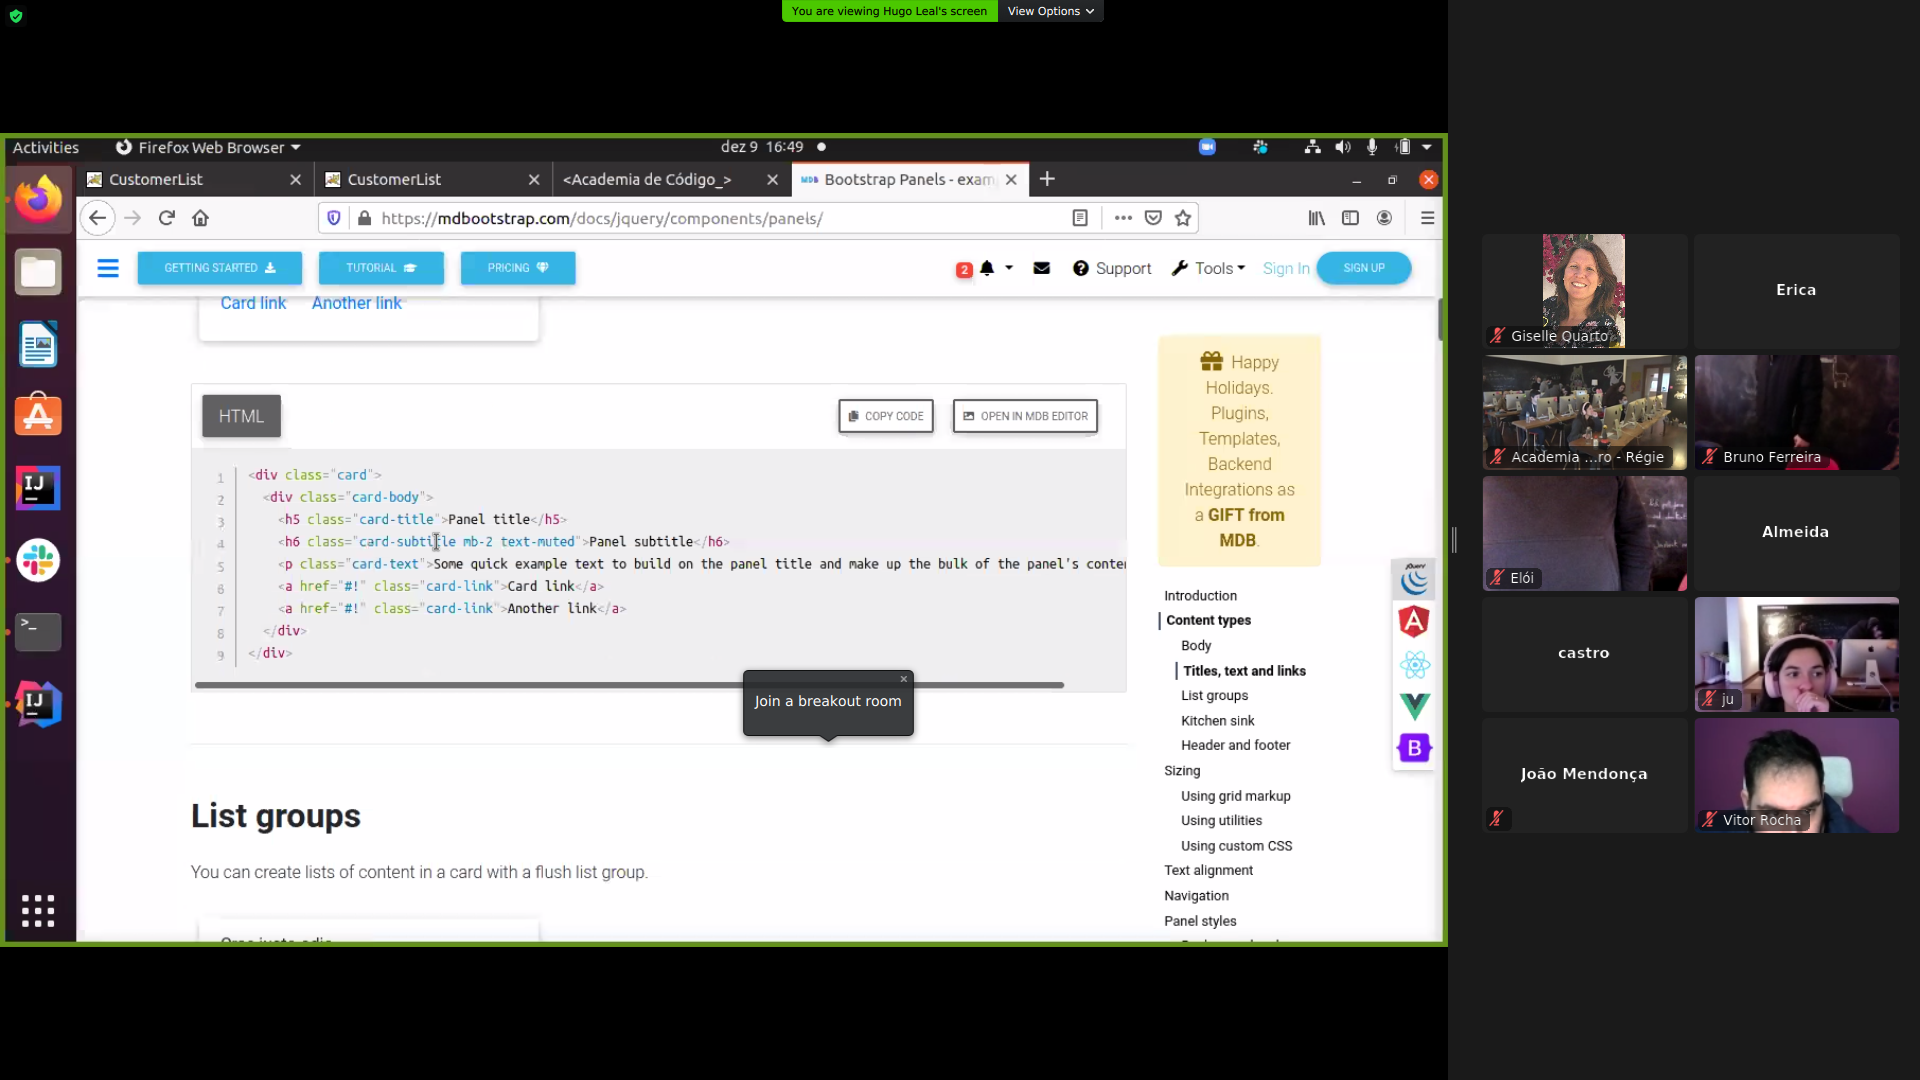 You are viewing Hugo Leal's screen
View Options
Activities
Firefox Web Browser
dez 9 16:49
CustomerList
CustomerList
<Academia de Código_>
MDB Bootstrap Panels - exam
https://mdbootstrap.com/docs/jquery/components/panels/
GETTING STARTED
TUTORIAL
PRICING
2
Support
Tools
Sign In
SIGN UP
Card link
Another link
HTML
COPY CODE
OPEN IN MDB EDITOR
1 <div class="card">
2 <div class="card-body">
3 <h5 class="card-title">Panel title</h5>
4 <h6 class="card-subtitle mb-2 text-muted">Panel subtitle</h6>
5 <p class="card-text">Some quick example text to build on the panel title and make up the bulk of the panel's conten
6 <a href="#!" class="card-link">Card link</a>
7 <a href="#!" class="card-link">Another link</a>
8 </div>
9 </div>
Join a breakout room
List groups
You can create lists of content in a card with a flush list group.
Happy
Holidays.
Plugins,
Templates,
Backend
Integrations as
a GIFT from
MDB.
Introduction
Content types
Body
Titles, text and links
List groups
Kitchen sink
Header and footer
Sizing
Using grid markup
Using utilities
Using custom CSS
Text alignment
Navigation
Panel styles
jQuery
B
IJ
IJ
>_
Giselle Quarto
Erica
Academia ...ro - Régie
Bruno Ferreira
Elói
Almeida
castro
ju
João Mendonça
Vitor Rocha